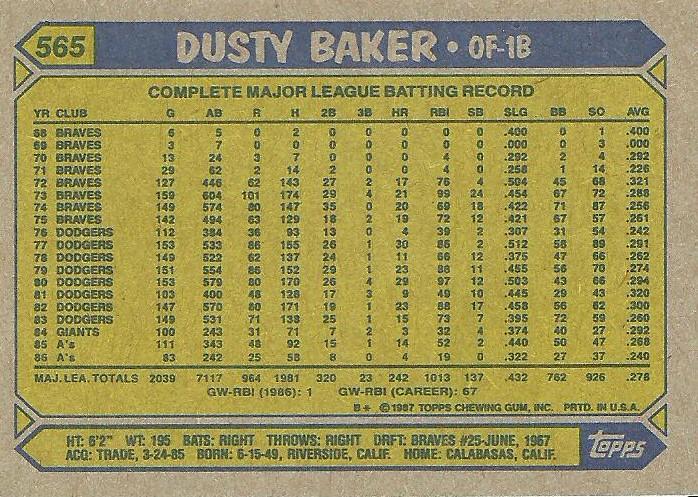 565 DUSTY BAKER • OF-1B
COMPLETE MAJOR LEAGUE BATTING RECORD
YR CLUB G AB R H 2B 3B HR RBI SB SLG BB SO AVG
68 BRAVES 6 5 0 2 0 0 0 0 0 .400 0 1 .400
69 BRAVES 3 7 0 0 0 0 0 0 0 .000 0 3 .000
70 BRAVES 13 24 3 7 0 0 0 4 0 .292 2 4 .292
71 BRAVES 29 62 2 14 2 0 0 4 0 .258 1 14 .226
72 BRAVES 127 446 62 143 27 2 17 76 4 .504 45 68 .321
73 BRAVES 159 604 101 174 29 4 21 99 24 .454 67 72 .288
74 BRAVES 149 574 80 147 35 0 20 69 18 .422 71 87 .256
75 BRAVES 142 494 63 129 18 2 19 72 12 .421 67 57 .261
76 DODGERS 112 384 36 93 13 0 4 39 2 .307 31 54 .242
77 DODGERS 153 533 86 155 26 1 30 86 2 .512 58 89 .291
78 DODGERS 149 522 62 137 24 1 11 66 12 .375 47 66 .262
79 DODGERS 151 554 86 152 29 1 23 88 11 .455 56 70 .274
80 DODGERS 153 579 80 170 26 4 29 97 12 .503 43 66 .294
81 DODGERS 103 400 48 128 17 3 9 49 10 .445 29 43 .320
82 DODGERS 147 570 80 171 19 1 23 88 17 .458 56 62 .300
83 DODGERS 149 531 71 138 25 1 15 73 7 .395 72 59 .260
84 GIANTS 100 243 31 71 7 2 3 32 4 .374 40 27 .292
85 A's 111 343 48 92 15 1 14 52 2 .440 50 47 .268
86 A's 83 242 25 58 8 0 4 19 0 .322 27 37 .240
MAJ. LEA. TOTALS 2039 7117 964 1981 320 23 242 1013 137 .432 762 926 .278
GW-RBI (1986): 1 GW-RBI (CAREER): 67
B* © 1987 TOPPS CHEWING GUM, INC. PRTD. IN U.S.A.
HT: 6'2" WT: 195 BATS: RIGHT THROWS: RIGHT DRFT: BRAVES #25-JUNE, 1967
ACQ: TRADE, 3-24-85 BORN: 6-15-49, RIVERSIDE, CALIF. HOME: CALABASAS, CALIF.
topps